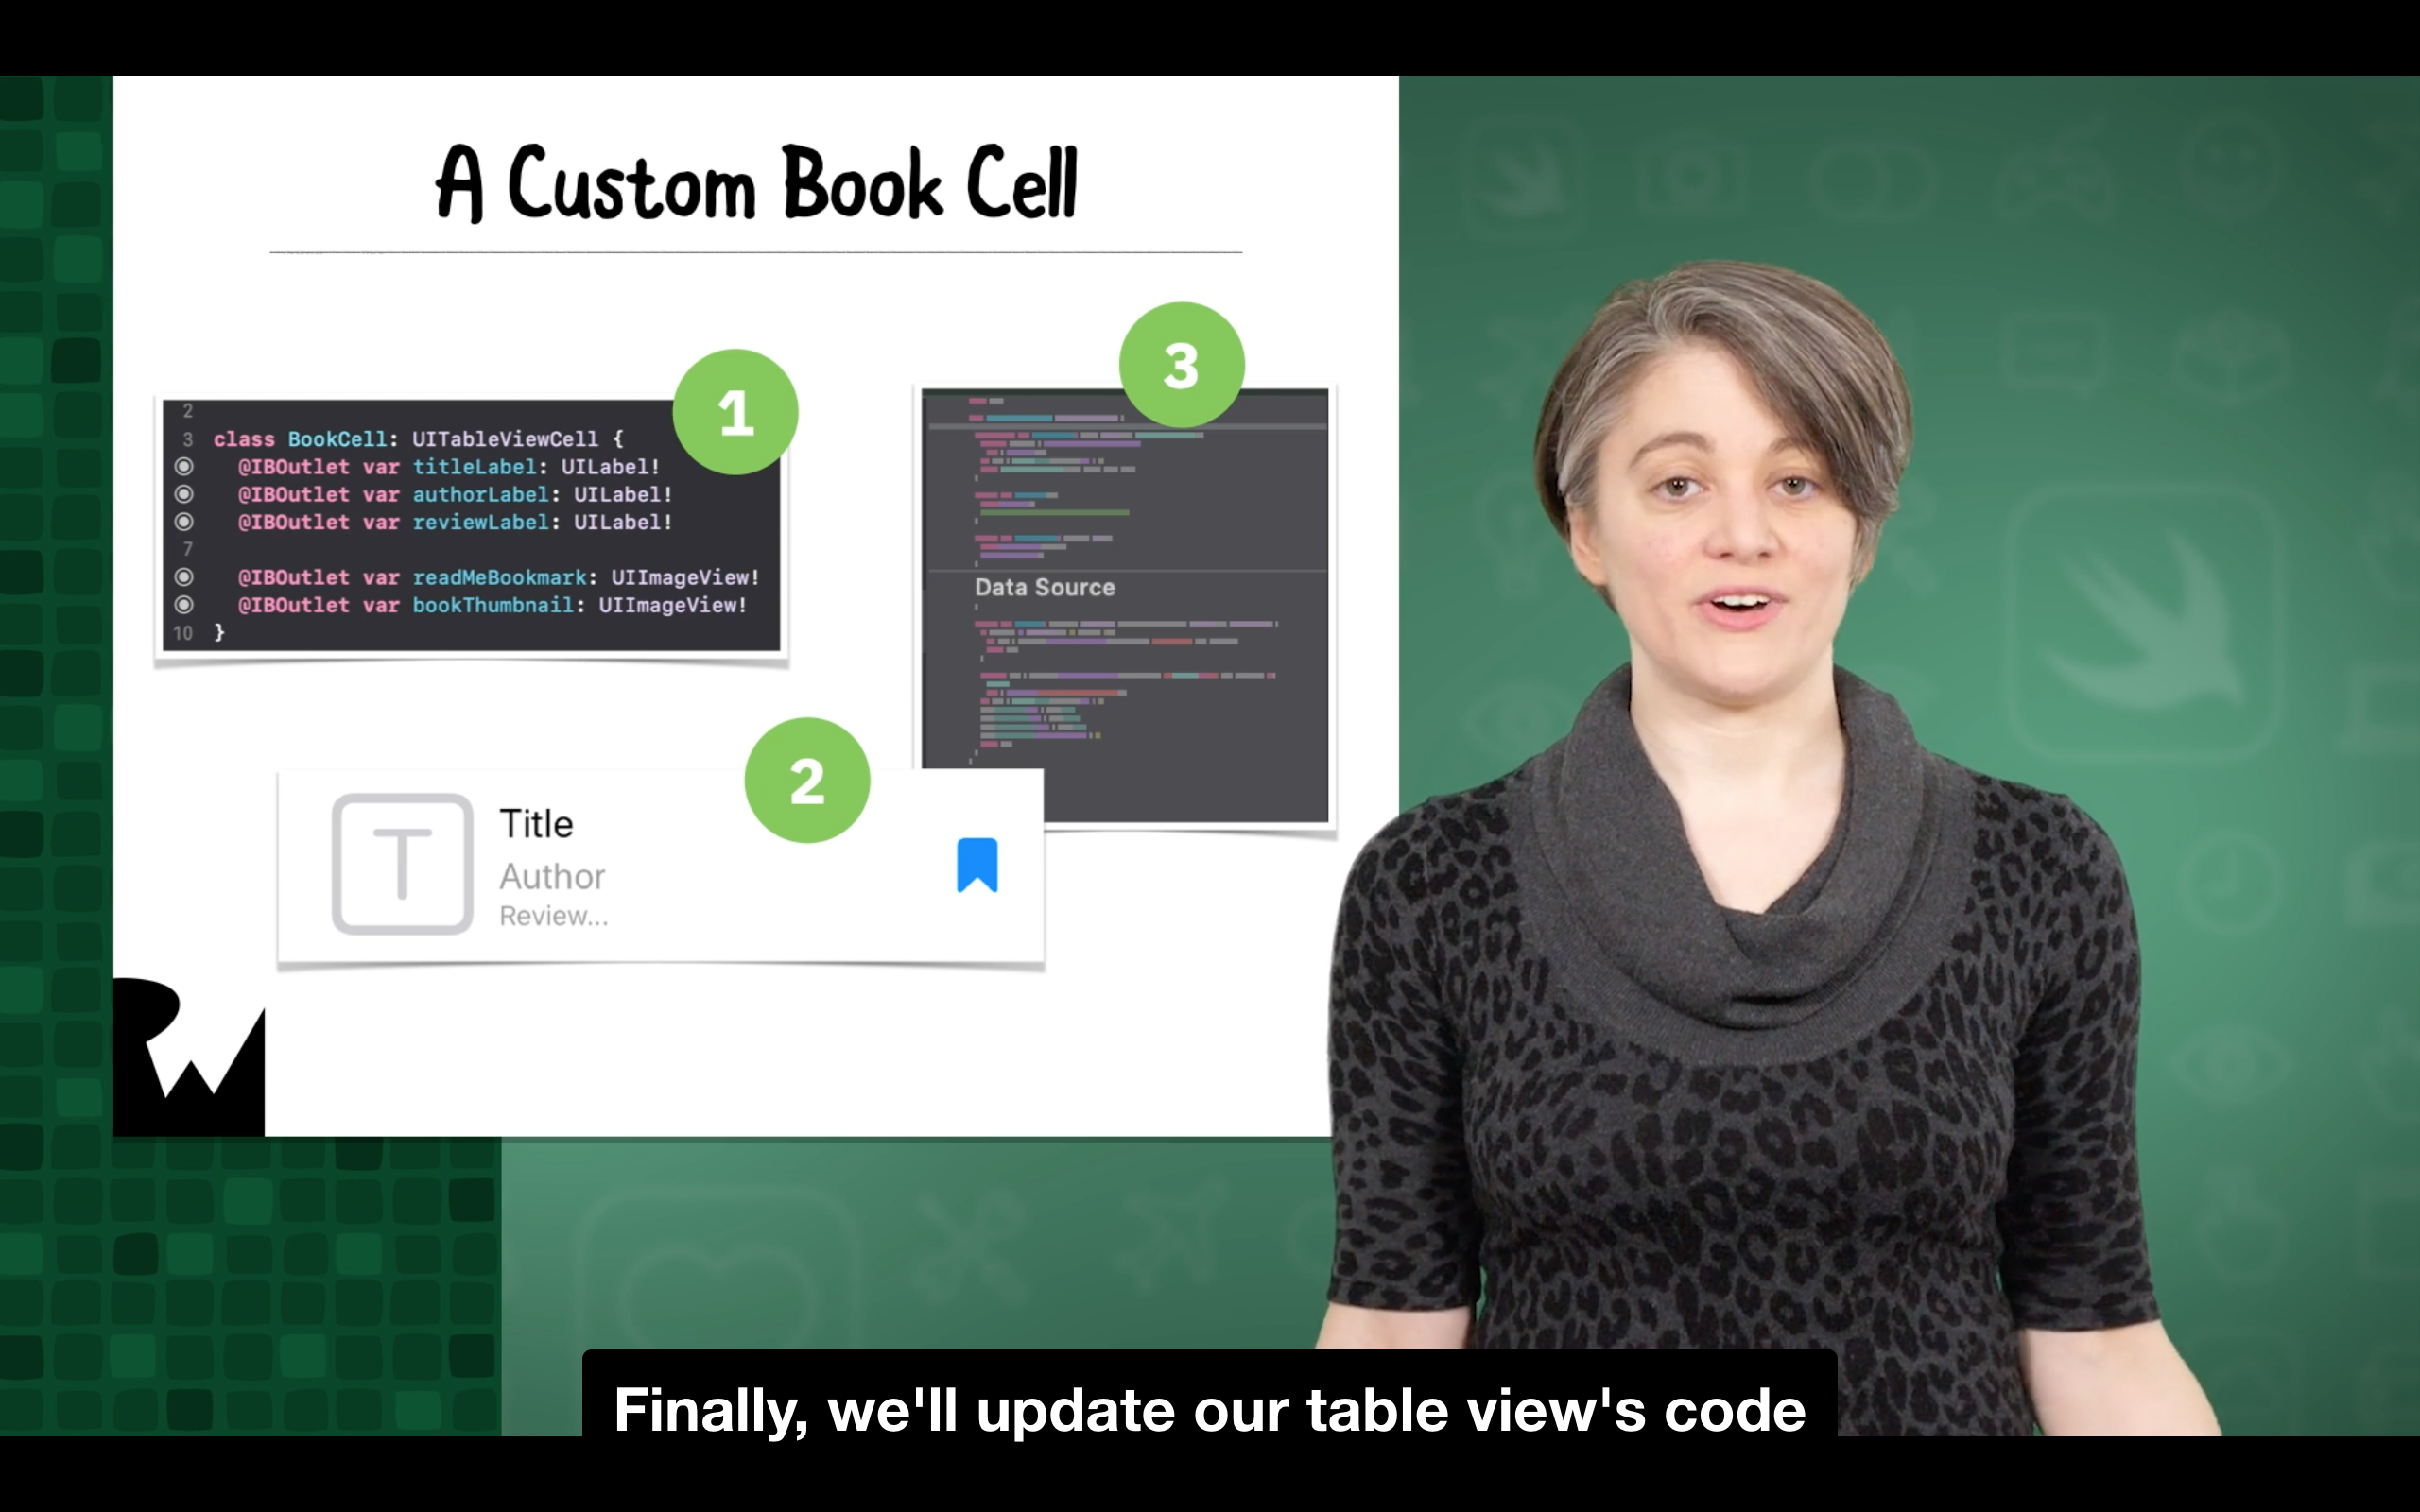 A Custom Book Cell
1
2
3 class BookCell: UITableViewCell {
@IBOutlet var titleLabel: UILabel!
@IBOutlet var authorLabel: UILabel!
@IBOutlet var reviewLabel: UILabel!
7
@IBOutlet var readMeBookmark: UIImageView!
@IBOutlet var bookThumbnail: UIImageView!
10 }
3
Data Source
2
T
Title
Author
Review...
RW
Finally, we'll update our table view's code